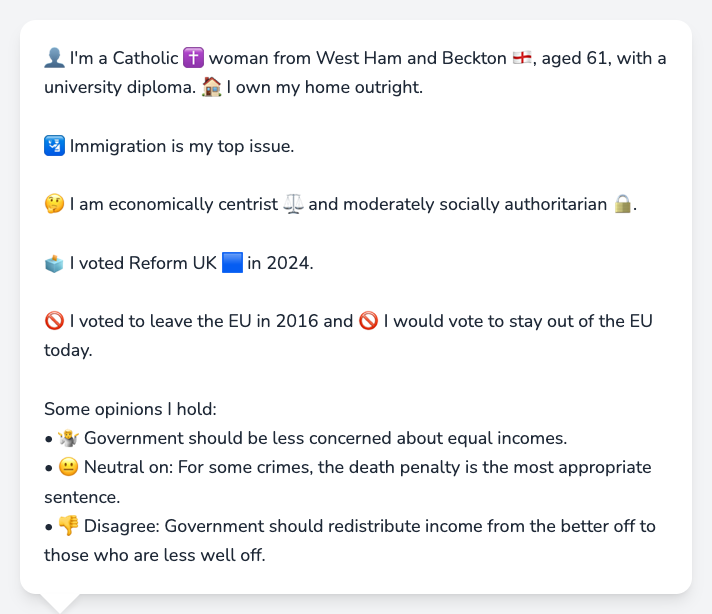 👤 I'm a Catholic ✝️ woman from West Ham and Beckton 🏴󠁧󠁢󠁥󠁮󠁧󠁿, aged 61, with a
university diploma. 🏠 I own my home outright.
🛂 Immigration is my top issue.
🤔 I am economically centrist ⚖️ and moderately socially authoritarian 🔒.
🗳️ I voted Reform UK 🟦 in 2024.
🚫 I voted to leave the EU in 2016 and 🚫 I would vote to stay out of the EU
today.
Some opinions I hold:
• 🤷 Government should be less concerned about equal incomes.
• 😐 Neutral on: For some crimes, the death penalty is the most appropriate
sentence.
• 👎 Disagree: Government should redistribute income from the better off to
those who are less well off.